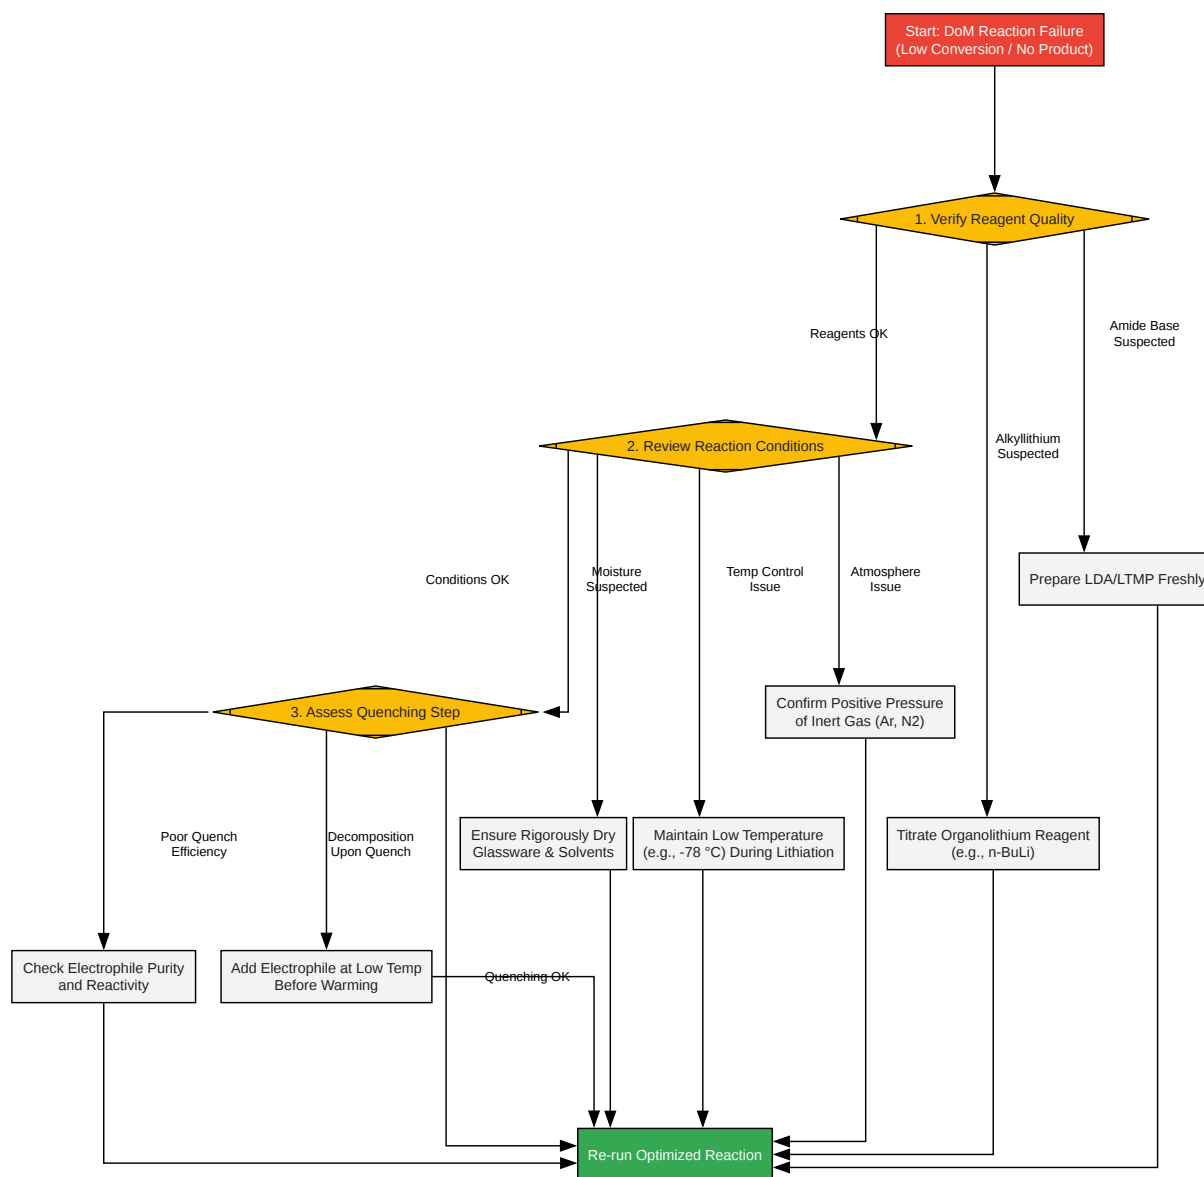 Start: DoM Reaction Failure
(Low Conversion / No Product)
1. Verify Reagent Quality
Reagents OK
Amide Base
Suspected
Alkyllithium
Suspected
2. Review Reaction Conditions
Conditions OK
Moisture
Suspected
Temp Control
Issue
Atmosphere
Issue
Prepare LDA/LTMP Freshly
3. Assess Quenching Step
Confirm Positive Pressure
of Inert Gas (Ar, N2)
Poor Quench
Efficiency
Decomposition
Upon Quench
Ensure Rigorously Dry
Glassware & Solvents
Maintain Low Temperature
(e.g., -78 °C) During Lithiation
Titrate Organolithium Reagent
(e.g., n-BuLi)
Check Electrophile Purity
and Reactivity
Add Electrophile at Low Temp
Before Warming
Quenching OK
Re-run Optimized Reaction